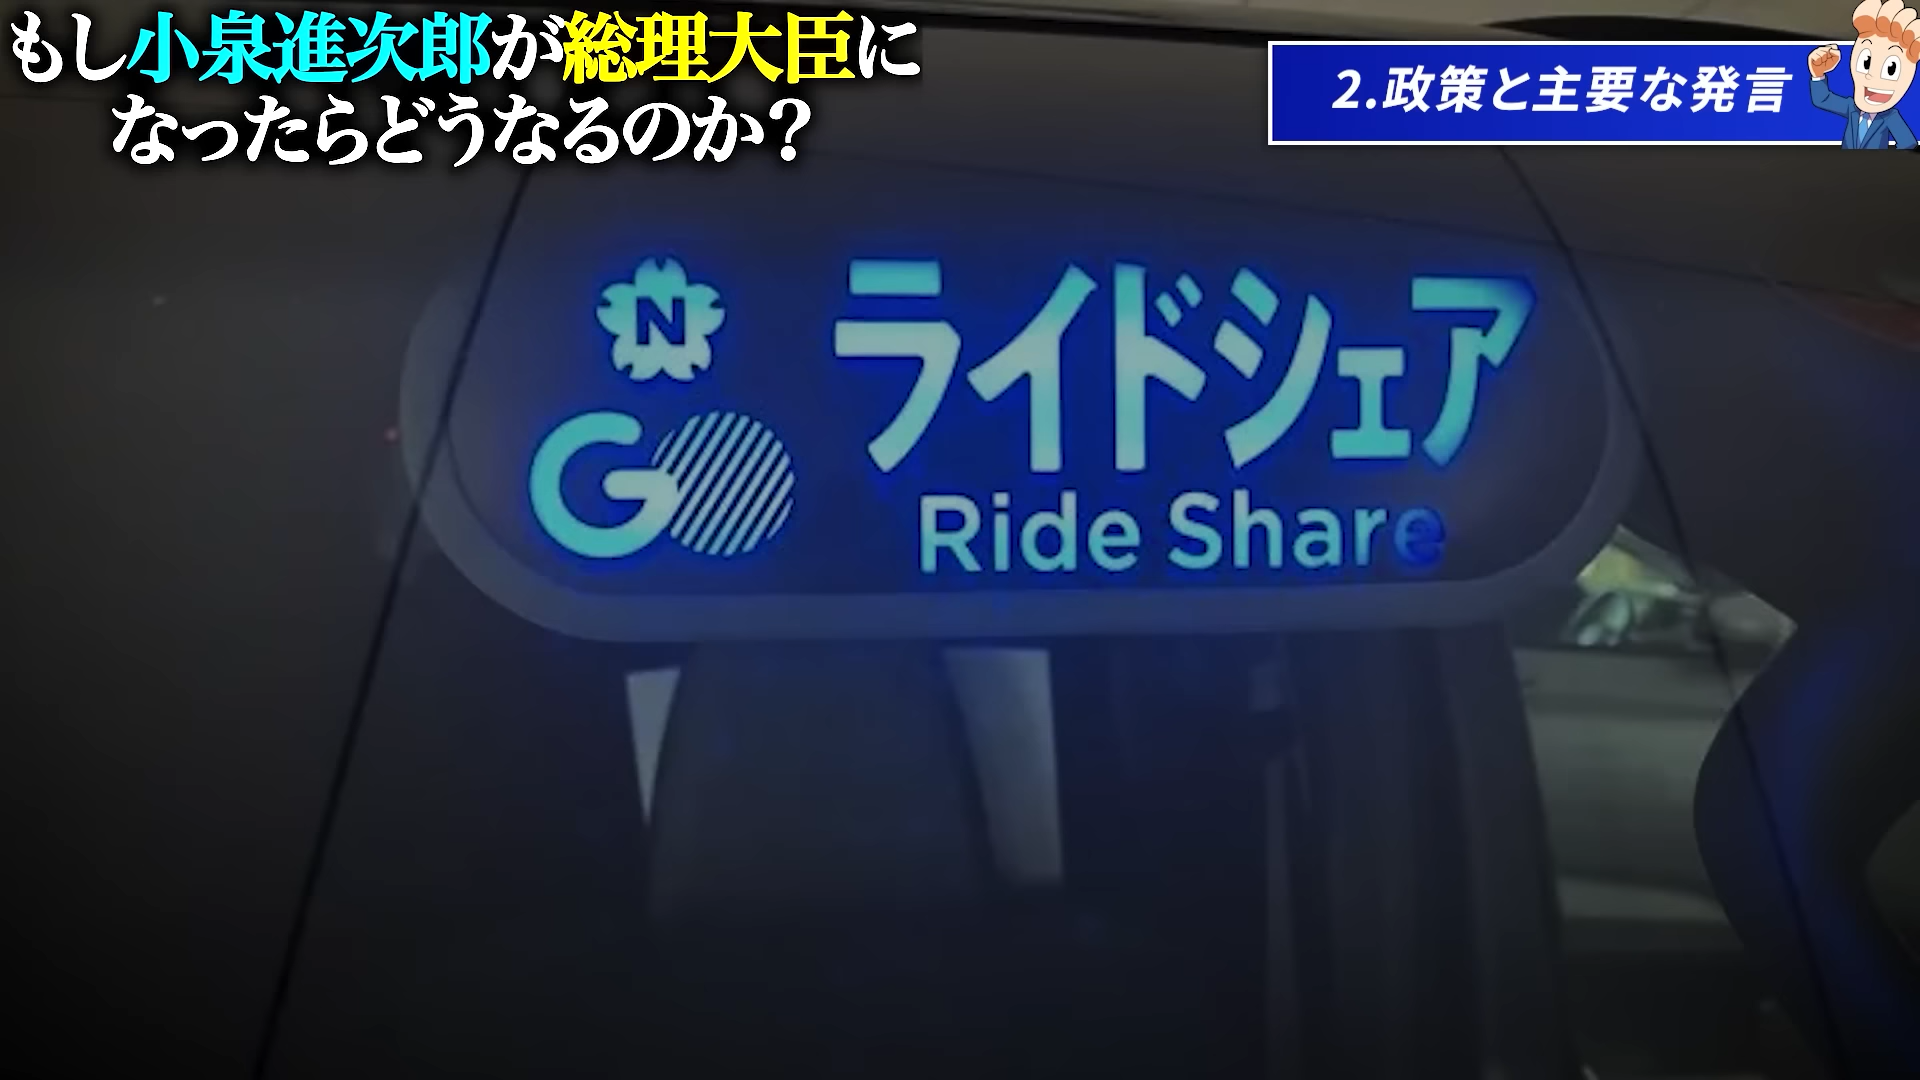 もし小泉進次郎が総理大臣に
なったらどうなるのか？
2.政策と主要な発言
N
GO
ライドシェア
Ride Share